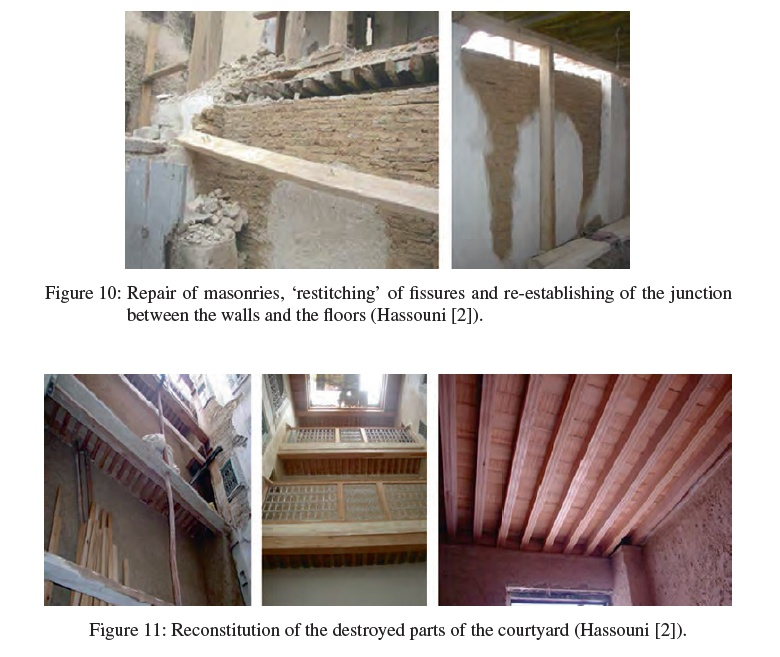 Figure 10: Repair of masonries, ‘restitching’ of fissures and re-establishing of the junction
between the walls and the floors (Hassouni [2]).
Figure 11: Reconstitution of the destroyed parts of the courtyard (Hassouni [2]).